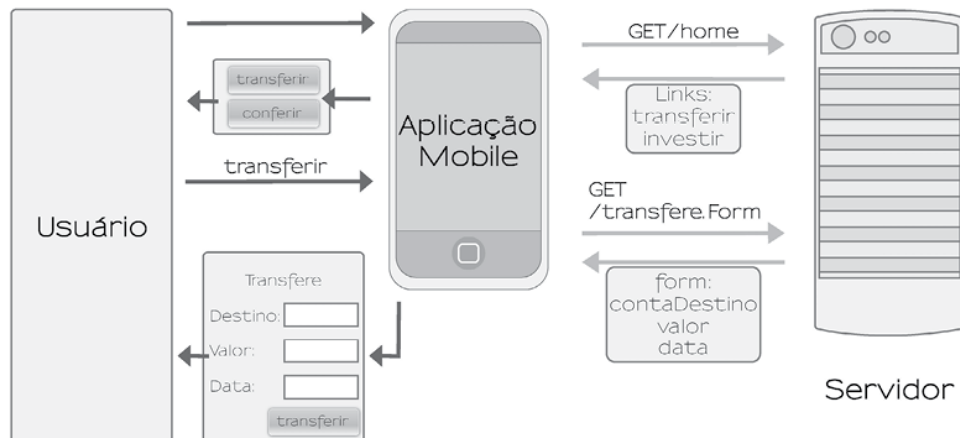 GET/home
transferir
conferir
Links:
transferir
investir
Aplicação
Mobile
transferir
GET
/transfere.Form
Usuário
Transfere
Destino:
Valor:
Data:
transferir
form:
contaDestino
valor
data
Servidor